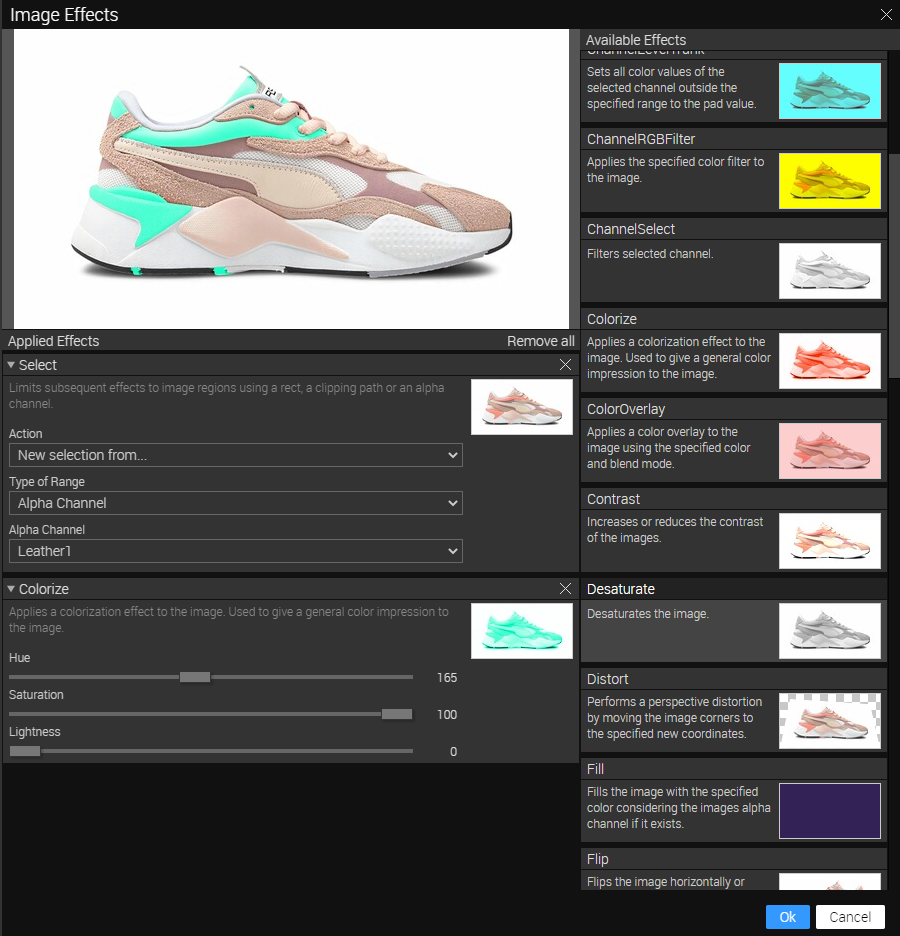 Image Effects
Applied Effects
Remove all
Select
Limits subsequent effects to image regions using a rect, a clipping path or an alpha
channel.
Action
New selection from...
Type of Range
Alpha Channel
Alpha Channel
Leather1
Colorize
Applies a colorization effect to the image. Used to give a general color impression to
the image.
Hue
165
Saturation
100
Lightness
0
Available Effects
Sets all color values of the
selected channel outside the
specified range to the pad value.
ChannelRGBFilter
Applies the specified color filter to
the image.
ChannelSelect
Filters selected channel.
Colorize
Applies a colorization effect to the
image. Used to give a general color
impression to the image.
ColorOverlay
Applies a color overlay to the
image using the specified color
and blend mode.
Contrast
Increases or reduces the contrast
of the images.
Desaturate
Desaturates the image.
Distort
Performs a perspective distortion
by moving the image corners to
the specified new coordinates.
Fill
Fills the image with the specified
color considering the images alpha
channel if it exists.
Flip
Flips the image horizontally or
Ok
Cancel